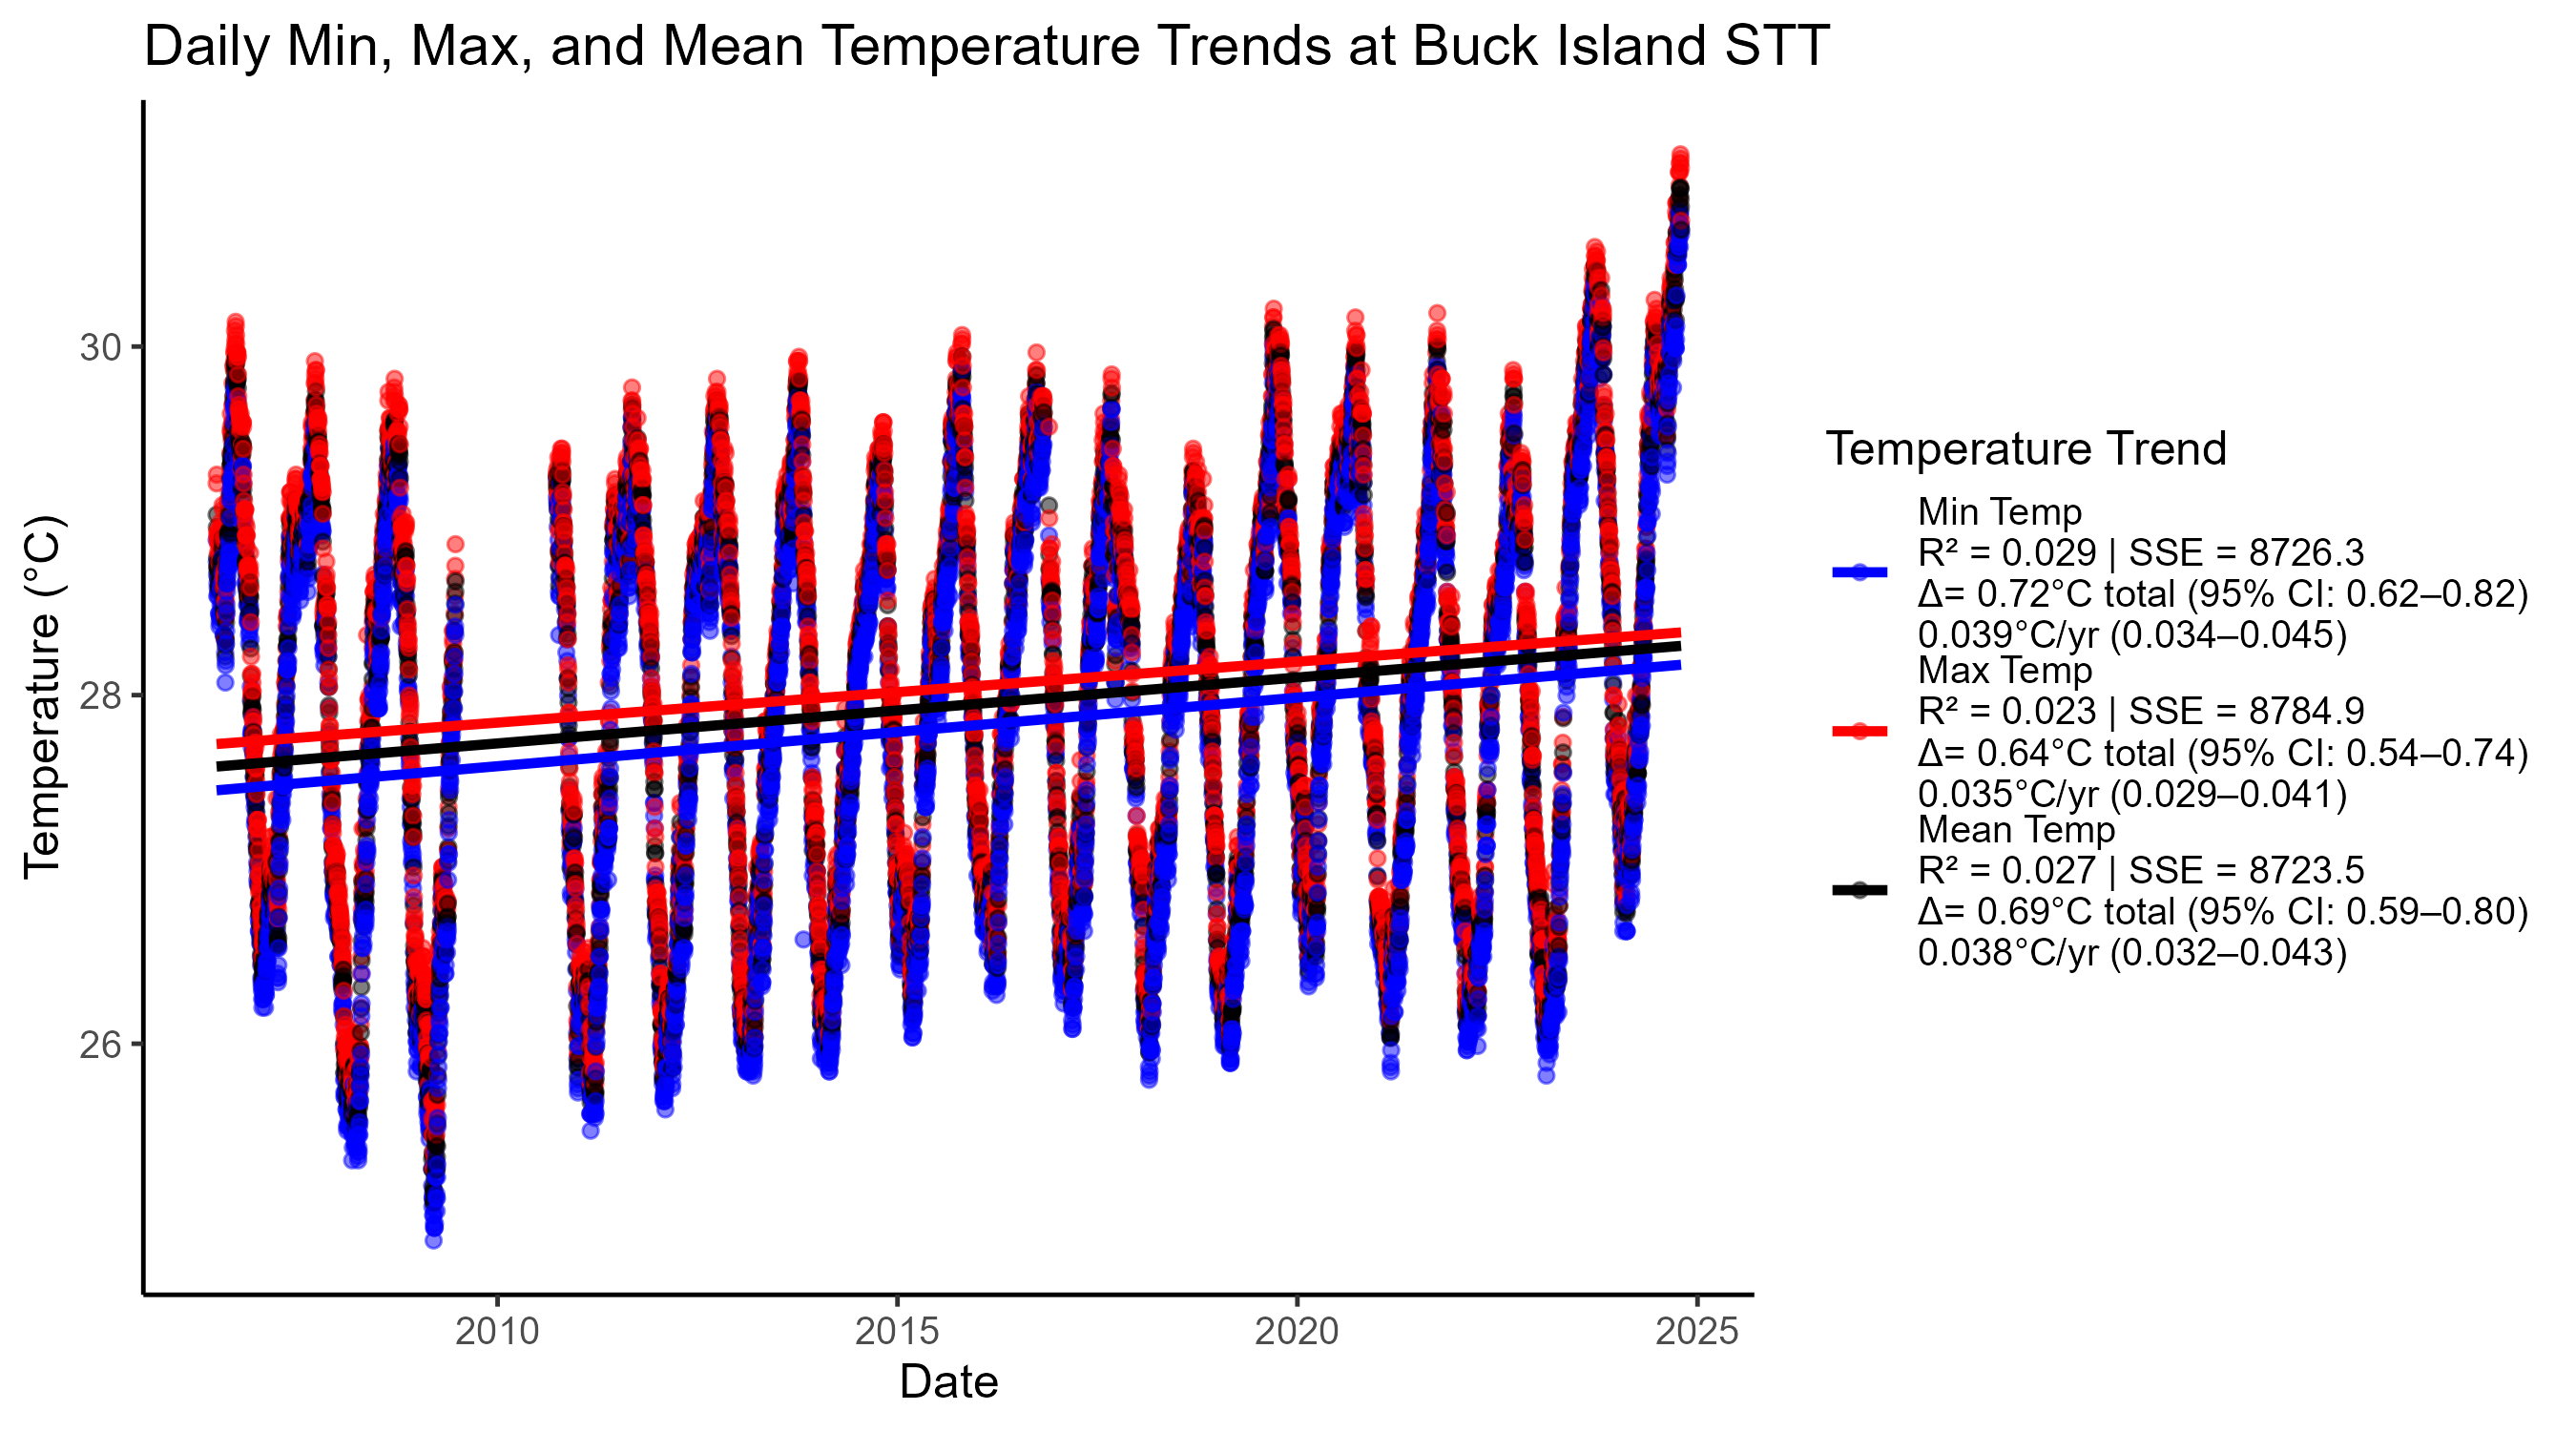 Daily Min, Max, and Mean Temperature Trends at Buck Island STT
Temperature (°C)
30
28
26
2010
2015
2020
2025
Date
Temperature Trend
Min Temp
R² = 0.029 | SSE = 8726.3
Δ= 0.72°C total (95% CI: 0.62–0.82)
0.039°C/yr (0.034–0.045)
Max Temp
R² = 0.023 | SSE = 8784.9
Δ= 0.64°C total (95% CI: 0.54–0.74)
0.035°C/yr (0.029–0.041)
Mean Temp
R² = 0.027 | SSE = 8723.5
Δ= 0.69°C total (95% CI: 0.59–0.80)
0.038°C/yr (0.032–0.043)